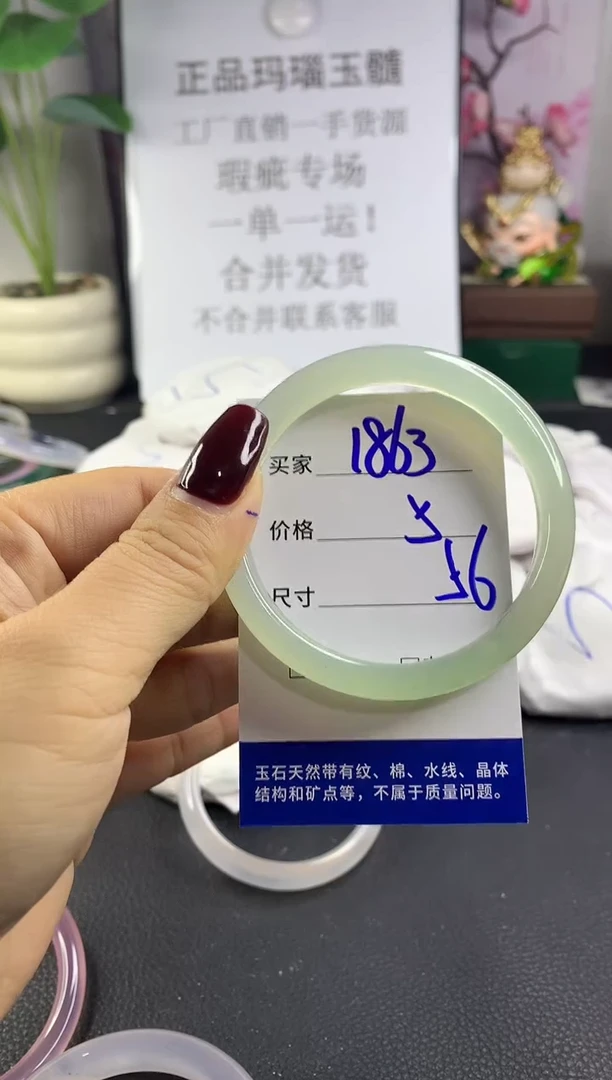 正品玛瑙玉髓
工厂直销一手货源
瑕疵专场
一单一运！
合并发货
不合并联系客服
买家 1863
价格 5
尺寸 56
玉石天然带有纹、棉、水线、晶体
结构和矿点等，不属于质量问题。